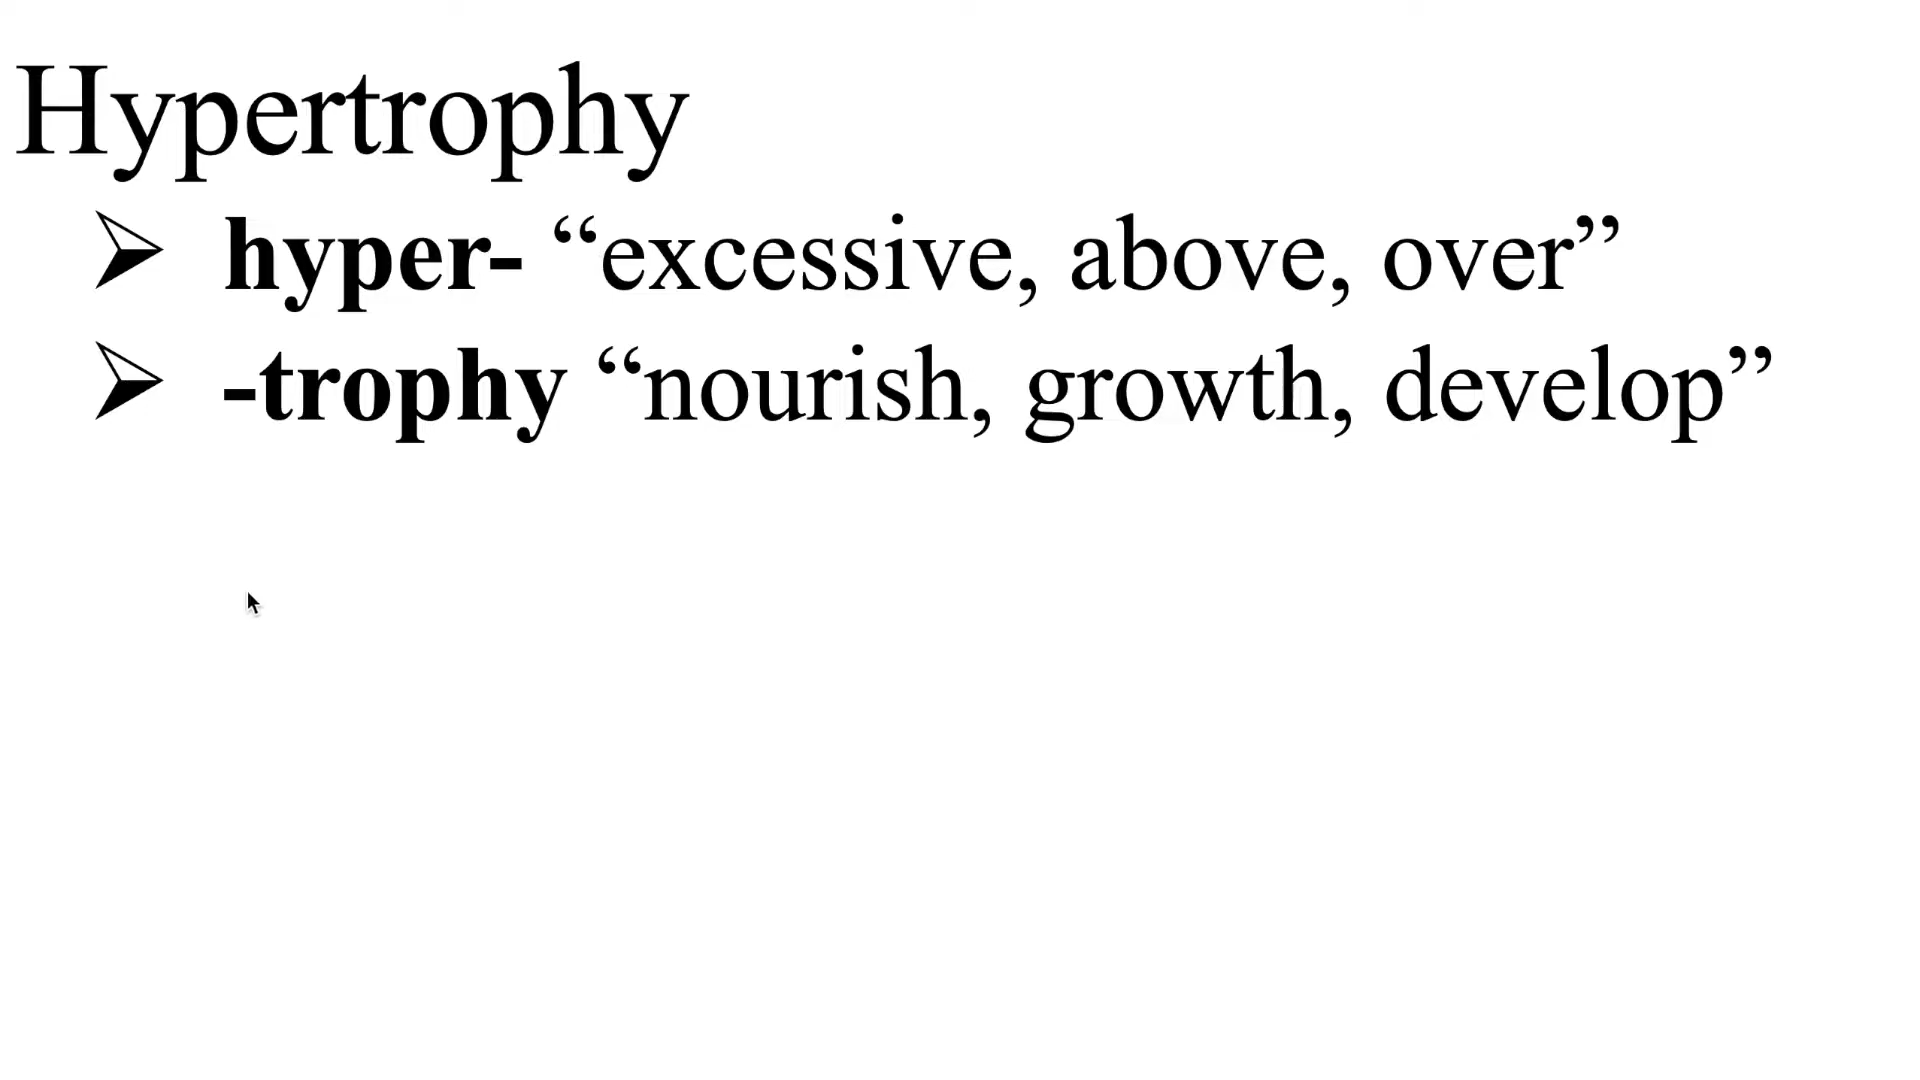 Hypertrophy
➢ hyper- “excessive, above, over”
➢ -trophy “nourish, growth, develop”